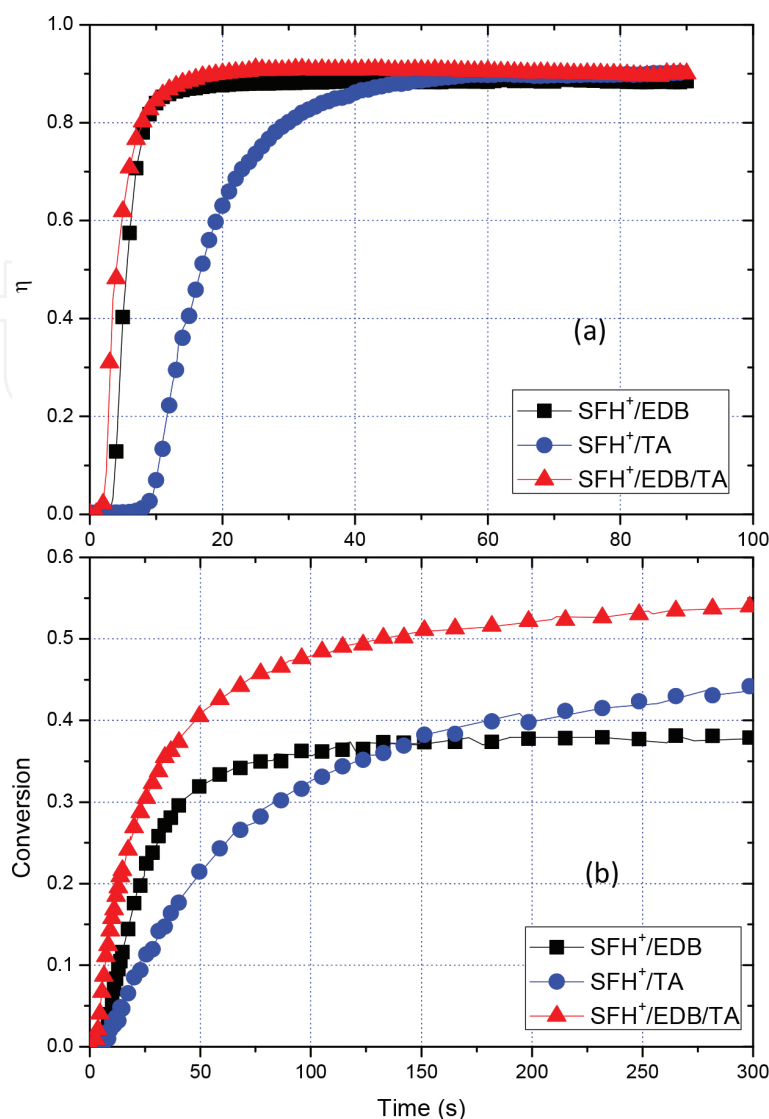 1.0
0.8
0.6
0.4
0.2
0.0
η
(a)
SFH⁺/EDB
SFH⁺/TA
SFH⁺/EDB/TA
0 20 40 60 80 100
0.6
0.5
0.4
0.3
0.2
0.1
0.0
Conversion
(b)
SFH⁺/EDB
SFH⁺/TA
SFH⁺/EDB/TA
0 50 100 150 200 250 300
Time (s)